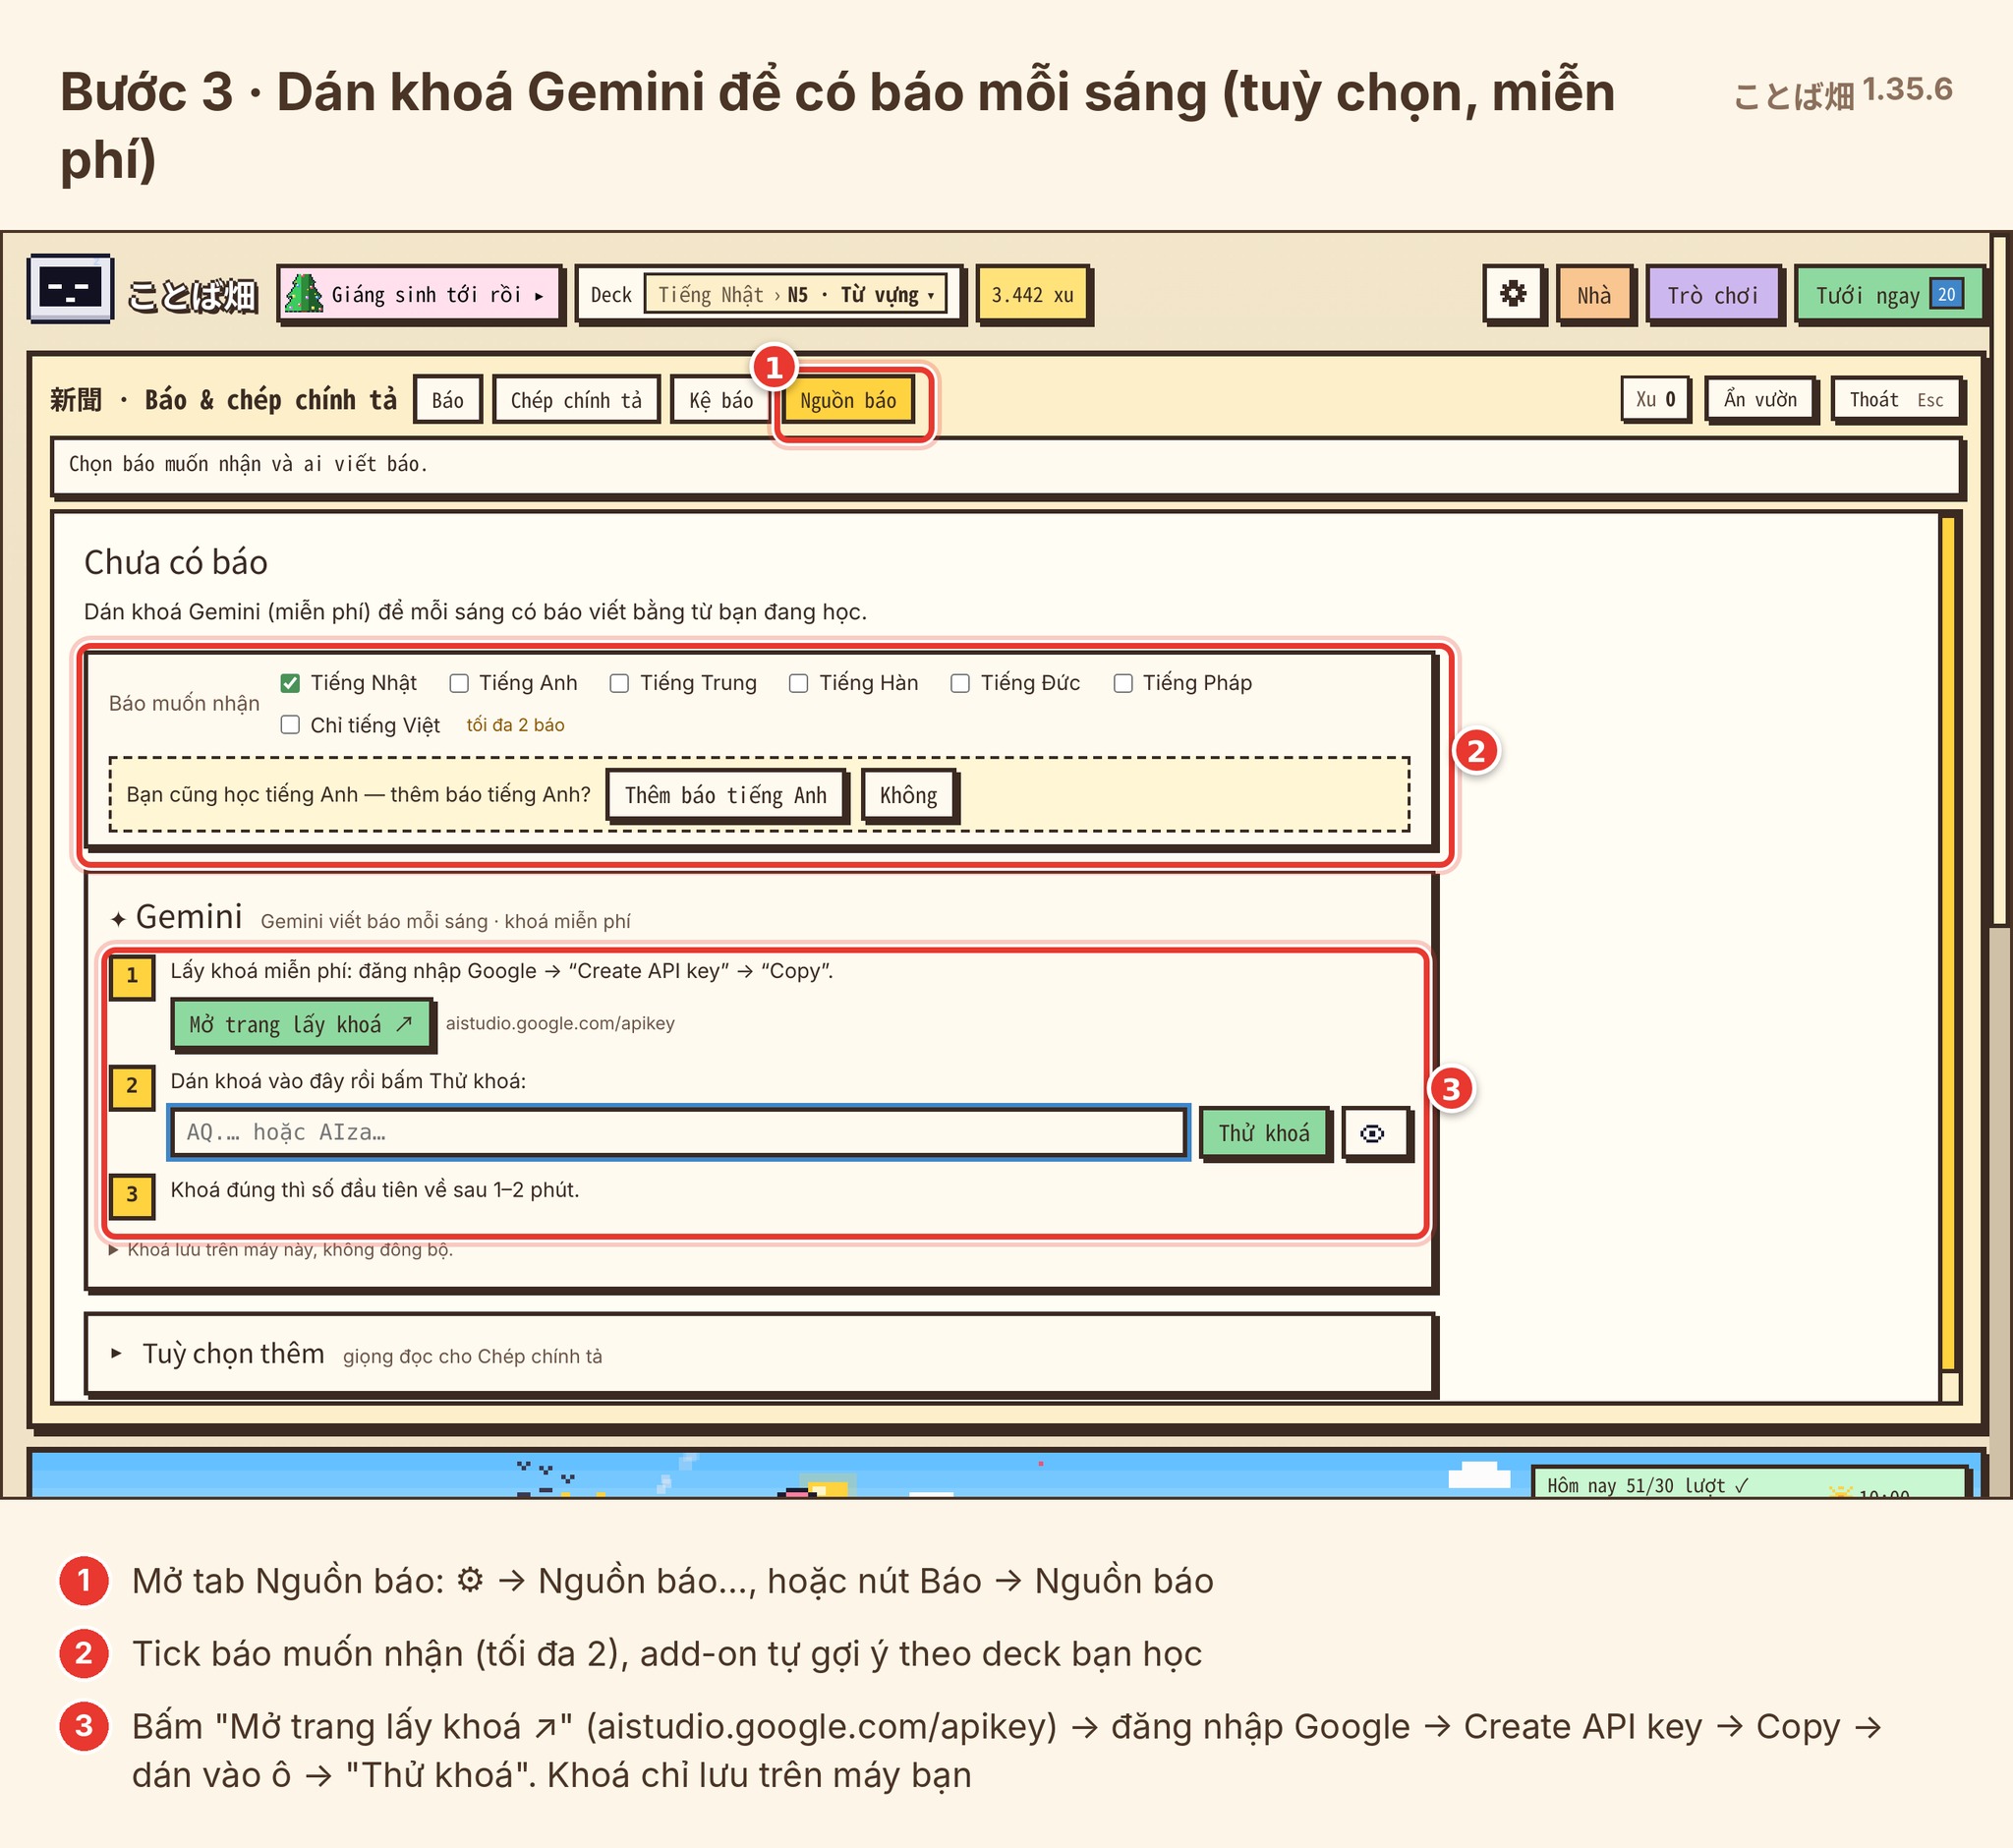 Bước 3 · Dán khoá Gemini để có báo mỗi sáng (tuỳ chọn, miễn
phí)
ことば畑 1.35.6
ことば畑
Giáng sinh tới rồi ▸
Deck Tiếng Nhật › N5 · Từ vựng ▾
3.442 xu
Nhà
Trò chơi
Tưới ngay 20
新聞 · Báo & chép chính tả
Báo
Chép chính tả
Kệ báo
1
Nguồn báo
Xu 0
Ẩn vườn
Thoát Esc
Chọn báo muốn nhận và ai viết báo.
Chưa có báo
Dán khoá Gemini (miễn phí) để mỗi sáng có báo viết bằng từ bạn đang học.
Báo muốn nhận
Tiếng Nhật Tiếng Anh Tiếng Trung Tiếng Hàn Tiếng Đức Tiếng Pháp
Chỉ tiếng Việt tối đa 2 báo
2
Bạn cũng học tiếng Anh — thêm báo tiếng Anh? Thêm báo tiếng Anh Không
✦ Gemini Gemini viết báo mỗi sáng · khoá miễn phí
1 Lấy khoá miễn phí: đăng nhập Google → “Create API key” → “Copy”.
Mở trang lấy khoá ↗ aistudio.google.com/apikey
2 Dán khoá vào đây rồi bấm Thử khoá:
3
AQ.… hoặc AIza… Thử khoá
3 Khoá đúng thì số đầu tiên về sau 1–2 phút.
▸ Khoá lưu trên máy này, không đồng bộ.
▸ Tuỳ chọn thêm giọng đọc cho Chép chính tả
Hôm nay 51/30 lượt ✓
10:00
1 Mở tab Nguồn báo: ⚙ → Nguồn báo…, hoặc nút Báo → Nguồn báo
2 Tick báo muốn nhận (tối đa 2), add-on tự gợi ý theo deck bạn học
3 Bấm "Mở trang lấy khoá ↗" (aistudio.google.com/apikey) → đăng nhập Google → Create API key → Copy →
dán vào ô → "Thử khoá". Khoá chỉ lưu trên máy bạn